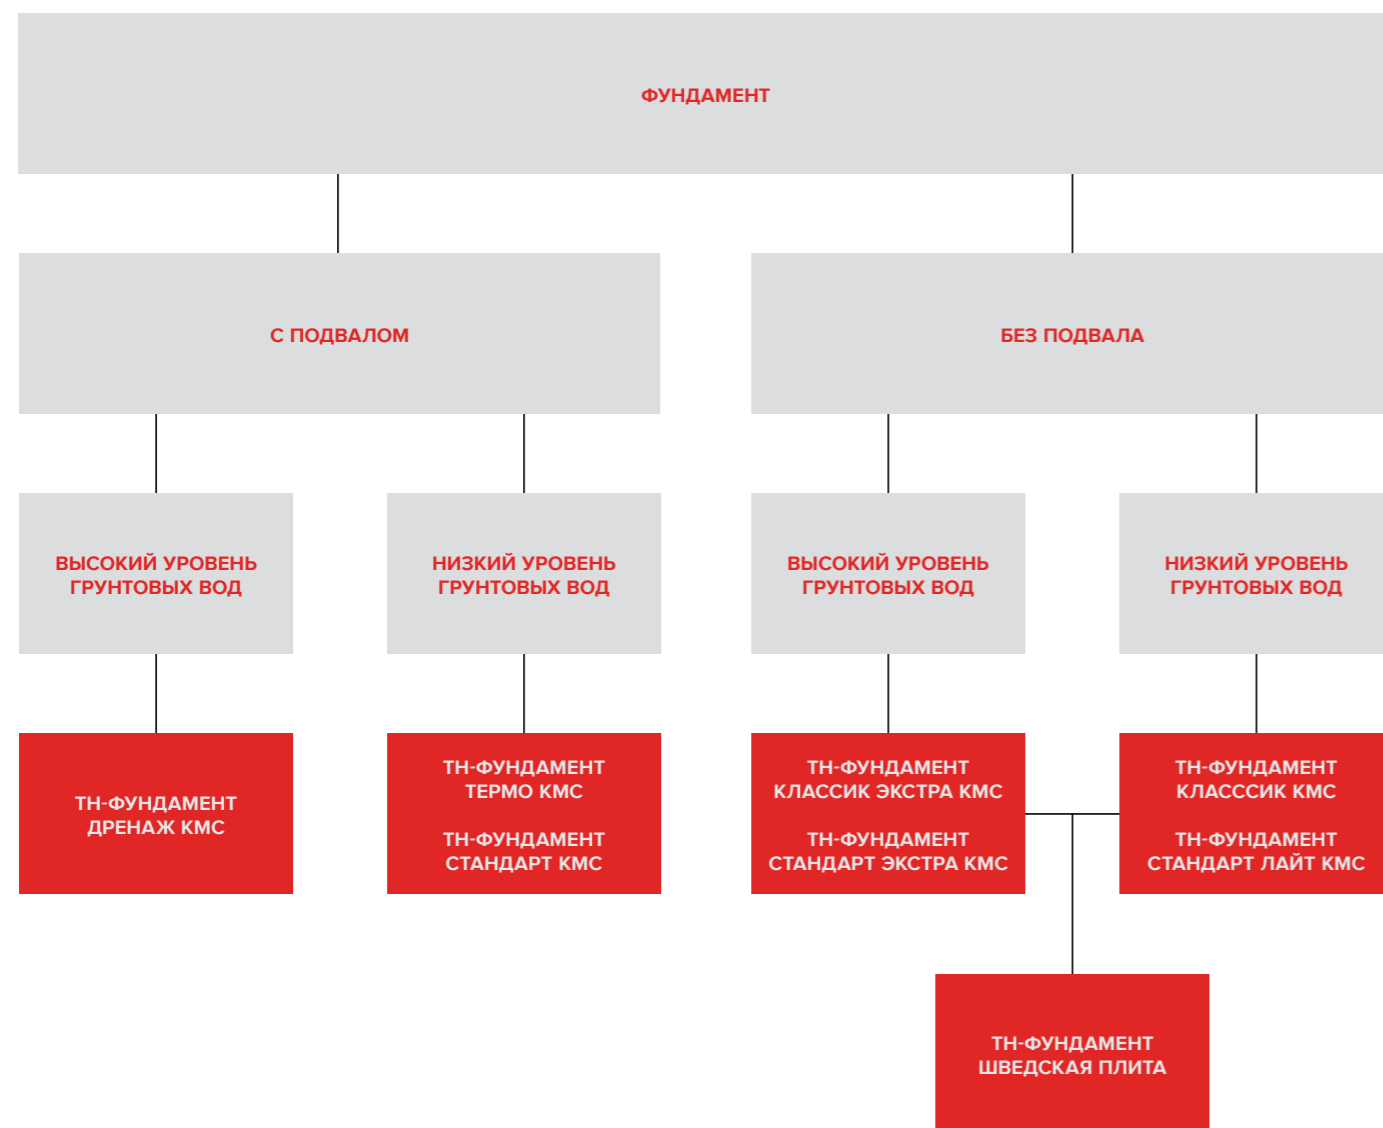 ФУНДАМЕНТ
С ПОДВАЛОМ
БЕЗ ПОДВАЛА
ВЫСОКИЙ УРОВЕНЬ
ГРУНТОВЫХ ВОД
НИЗКИЙ УРОВЕНЬ
ГРУНТОВЫХ ВОД
ВЫСОКИЙ УРОВЕНЬ
ГРУНТОВЫХ ВОД
НИЗКИЙ УРОВЕНЬ
ГРУНТОВЫХ ВОД
ТН-ФУНДАМЕНТ
ДРЕНАЖ КМС
ТН-ФУНДАМЕНТ
ТЕРМО КМС
ТН-ФУНДАМЕНТ
СТАНДАРТ КМС
ТН-ФУНДАМЕНТ
КЛАССИК ЭКСТРА КМС
ТН-ФУНДАМЕНТ
СТАНДАРТ ЭКСТРА КМС
ТН-ФУНДАМЕНТ
КЛАСССИК КМС
ТН-ФУНДАМЕНТ
СТАНДАРТ ЛАЙТ КМС
ТН-ФУНДАМЕНТ
ШВЕДСКАЯ ПЛИТА